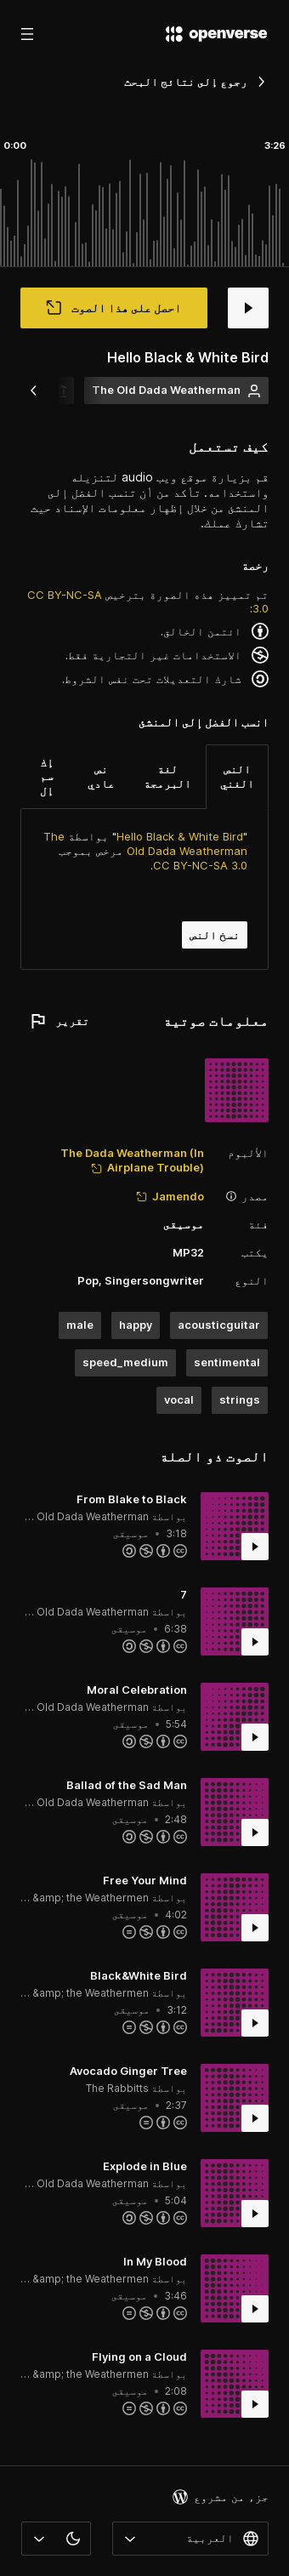 openverse
رجوع إلى نتائج البحث
0:00
3:26
احصل على هذا الصوت
Hello Black & White Bird
The Old Dada Weatherman
كيف تستعمل
قم بزيارة موقع ويب audio لتنزيله
واستخدامه. تأكد من أن تنسب الفضل إلى
المنشئ من خلال إظهار معلومات الإسناد حيث
تشارك عملك.
رخصة
تم تمييز هذه الصورة بترخيص CC BY-NC-SA
3.0:
ائتمن الخالق.
الاستخدامات غير التجارية فقط.
شارك التعديلات تحت نفس الشروط.
انسب الفضل إلى المنشئ
النص
الغني
لغة
البرمجة
نص
عادي
إك
سم
إل
"Hello Black & White Bird" بواسطة The
Old Dada Weatherman مرخص بموجب
CC BY-NC-SA 3.0.
نسخ النص
معلومات صوتية
تقرير
الألبوم
The Dada Weatherman (In
Airplane Trouble)
مصدر
Jamendo
فئة
موسيقى
يكتب
MP32
النوع
Pop, Singersongwriter
acousticguitar
happy
male
sentimental
speed_medium
strings
vocal
الصوت ذو الصلة
From Blake to Black
بواسطة Old Dada Weatherman ...
3:18 • موسيقى
7
بواسطة Old Dada Weatherman ...
6:38 • موسيقى
Moral Celebration
بواسطة Old Dada Weatherman ...
5:54 • موسيقى
Ballad of the Sad Man
بواسطة Old Dada Weatherman ...
2:48 • موسيقى
Free Your Mind
بواسطة &amp; the Weathermen ...
4:02 • موسيقى
Black&White Bird
بواسطة &amp; the Weathermen ...
3:12 • موسيقى
Avocado Ginger Tree
بواسطة The Rabbitts
2:37 • موسيقى
Explode in Blue
بواسطة Old Dada Weatherman ...
5:04 • موسيقى
In My Blood
بواسطة &amp; the Weathermen ...
3:46 • موسيقى
Flying on a Cloud
بواسطة &amp; the Weathermen ...
2:08 • موسيقى
جزء من مشروع
العربية